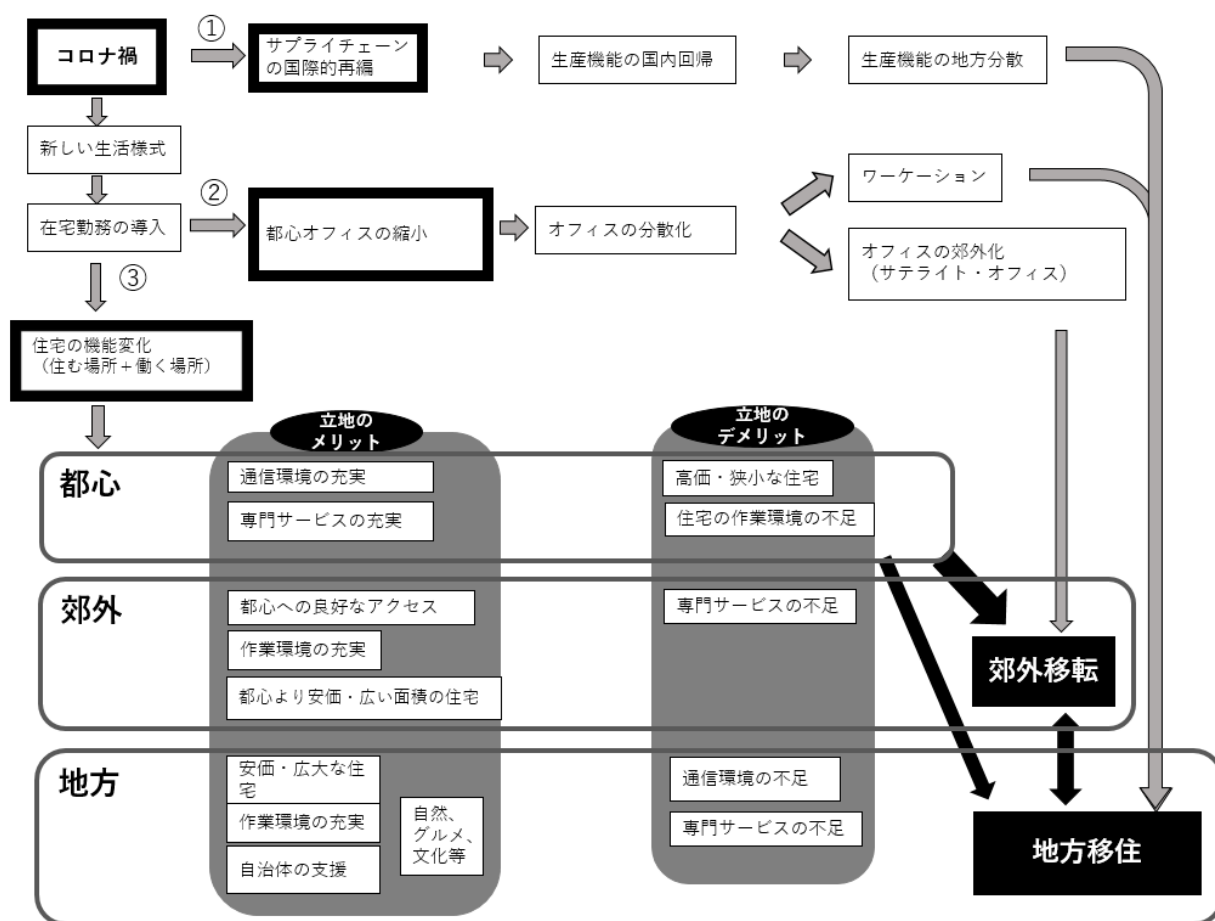 コロナ禍
①
サプライチェーン
の国際的再編
生産機能の国内回帰
生産機能の地方分散
新しい生活様式
在宅勤務の導入
②
都心オフィスの縮小
オフィスの分散化
ワーケーション
オフィスの郊外化
（サテライト・オフィス）
③
住宅の機能変化
（住む場所＋働く場所）
立地の
メリット
立地の
デメリット
都心
通信環境の充実
専門サービスの充実
高価・狭小な住宅
住宅の作業環境の不足
郊外
都心への良好なアクセス
作業環境の充実
都心より安価・広い面積の住宅
専門サービスの不足
郊外移転
地方
安価・広大な住
宅
作業環境の充実
自治体の支援
自然、
グルメ、
文化等
通信環境の不足
専門サービスの不足
地方移住